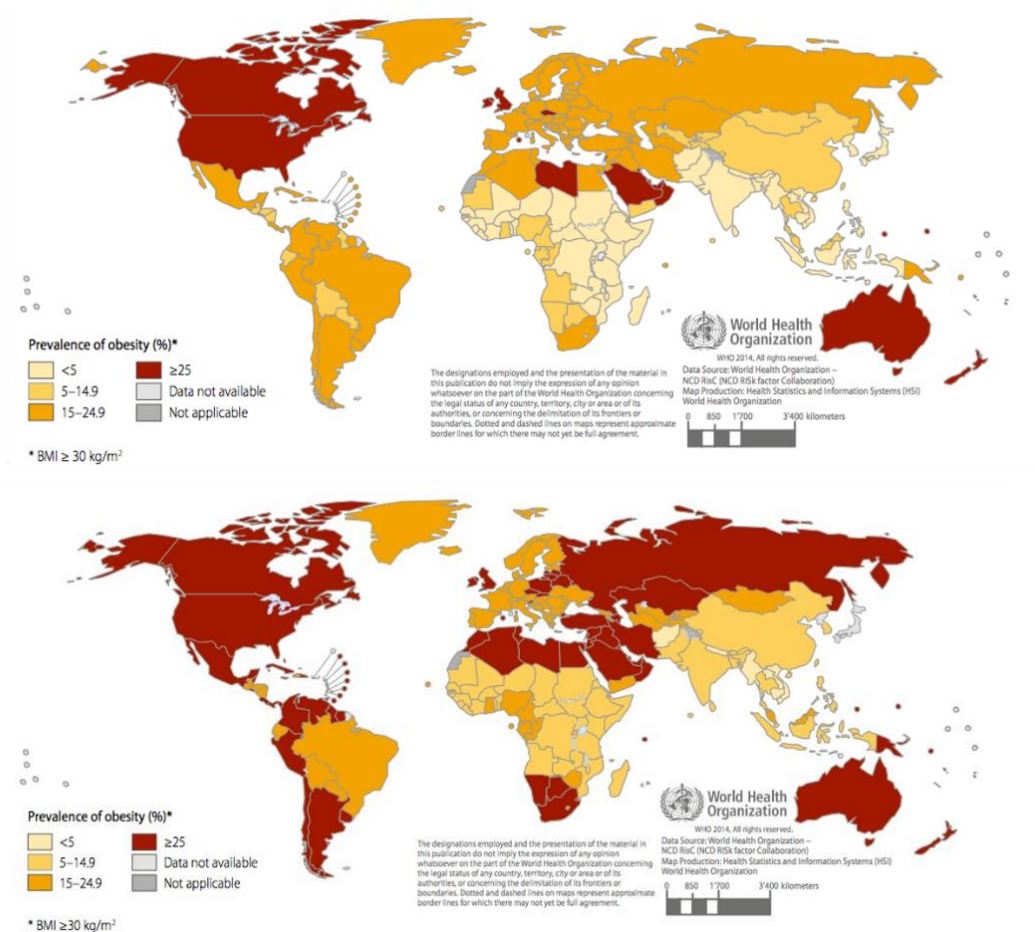 Prevalence of obesity (%)*
<5
5–14.9
15–24.9
≥25
Data not available
Not applicable
* BMI ≥ 30 kg/m²
The designations employed and the presentation of the material in
this publication do not imply the expression of any opinion
whatsoever on the part of the World Health Organization concerning
the legal status of any country, territory, city or area or of its
authorities, or concerning the delimitation of its frontiers or
boundaries. Dotted and dashed lines on maps represent approximate
border lines for which there may not yet be full agreement.
World Health
Organization
WHO 2014, All rights reserved.
Data Source: World Health Organization –
NCD RisC (NCD RISk factor Collaboration)
Map Production: Health Statistics and Information Systems (HSI)
World Health Organization
0 850 1'700 3'400 kilometers
Prevalence of obesity (%)*
<5
5–14.9
15–24.9
≥25
Data not available
Not applicable
* BMI ≥30 kg/m²
The designations employed and the presentation of the material in
this publication do not imply the expression of any opinion
whatsoever on the part of the World Health Organization concerning
the legal status of any country, territory, city or area or of its
authorities, or concerning the delimitation of its frontiers or
boundaries. Dotted and dashed lines on maps represent approximate
border lines for which there may not yet be full agreement.
World Health
Organization
WHO 2014, All rights reserved.
Data Source: World Health Organization –
NCD RisC (NCD RISk factor Collaboration)
Map Production: Health Statistics and Information Systems (HSI)
World Health Organization
0 850 1'700 3'400 kilometers